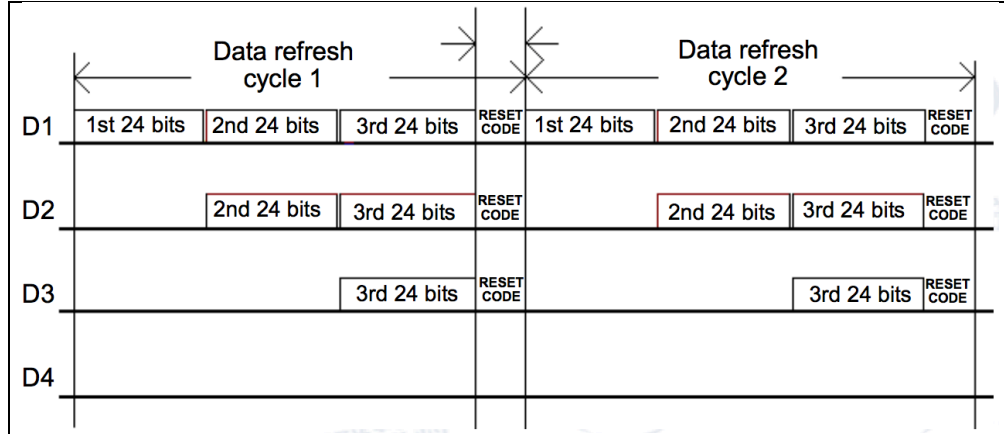 Data refresh
cycle 1
Data refresh
cycle 2
D1
1st 24 bits
2nd 24 bits
3rd 24 bits
RESET
CODE
1st 24 bits
2nd 24 bits
3rd 24 bits
RESET
CODE
D2
2nd 24 bits
3rd 24 bits
RESET
CODE
2nd 24 bits
3rd 24 bits
RESET
CODE
D3
3rd 24 bits
RESET
CODE
3rd 24 bits
RESET
CODE
D4